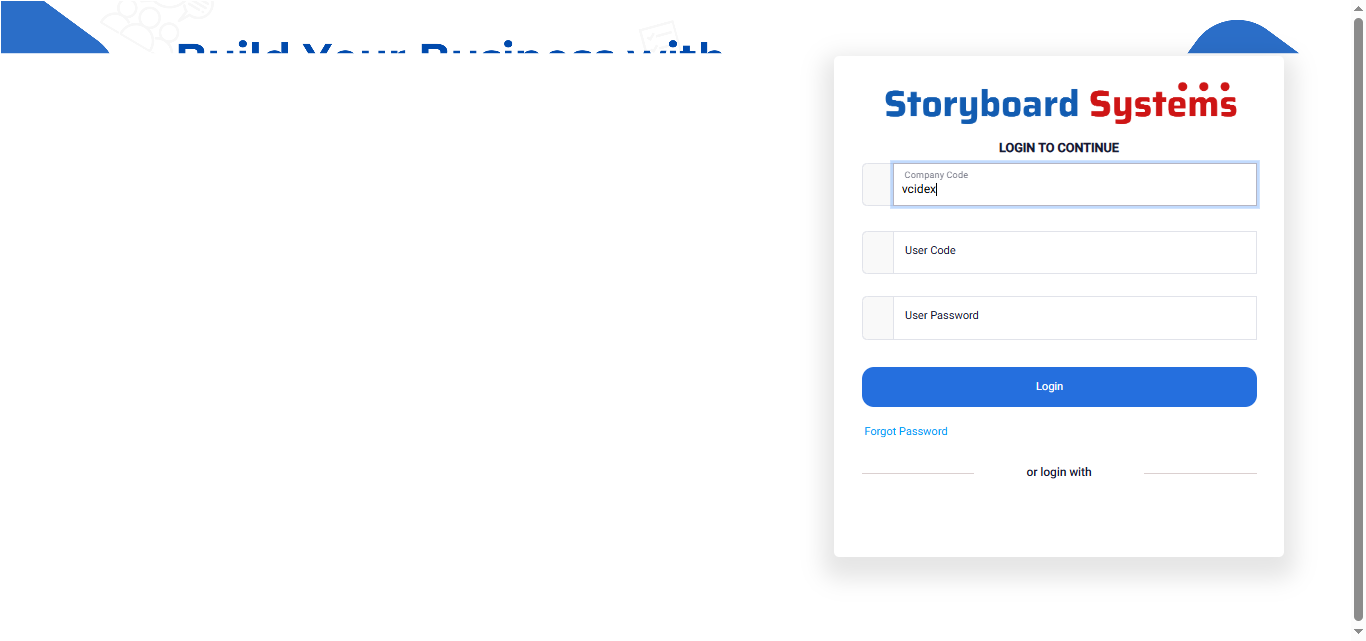 Build Your Business with
Storyboard Systems
LOGIN TO CONTINUE
Company Code
vcidex
User Code
User Password
Login
Forgot Password
or login with